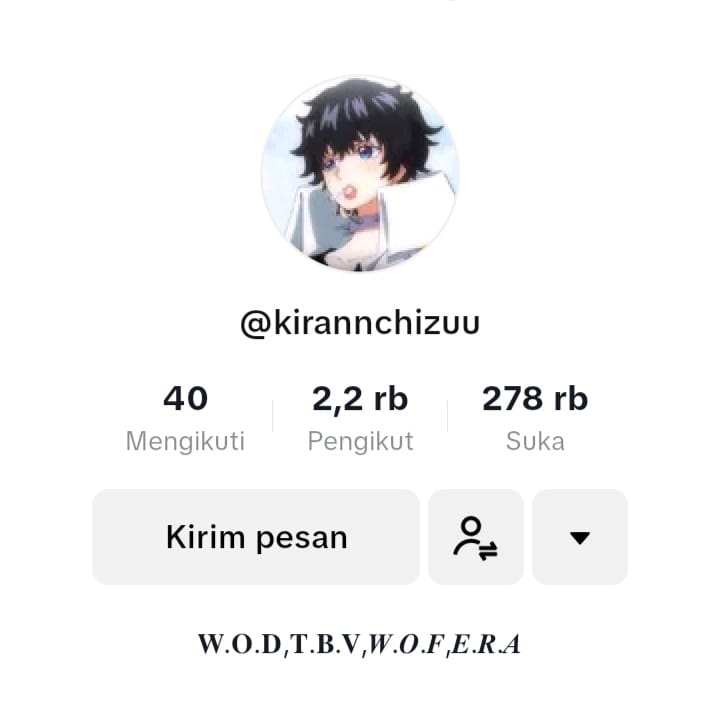 @kirannchizuu
40 2,2 rb 278 rb
Mengikuti Pengikut Suka
Kirim pesan
𝐖.𝐎.𝐃,𝐓.𝐁.𝐕,𝑾.𝑶.𝑭,𝑬.𝑹.𝑨